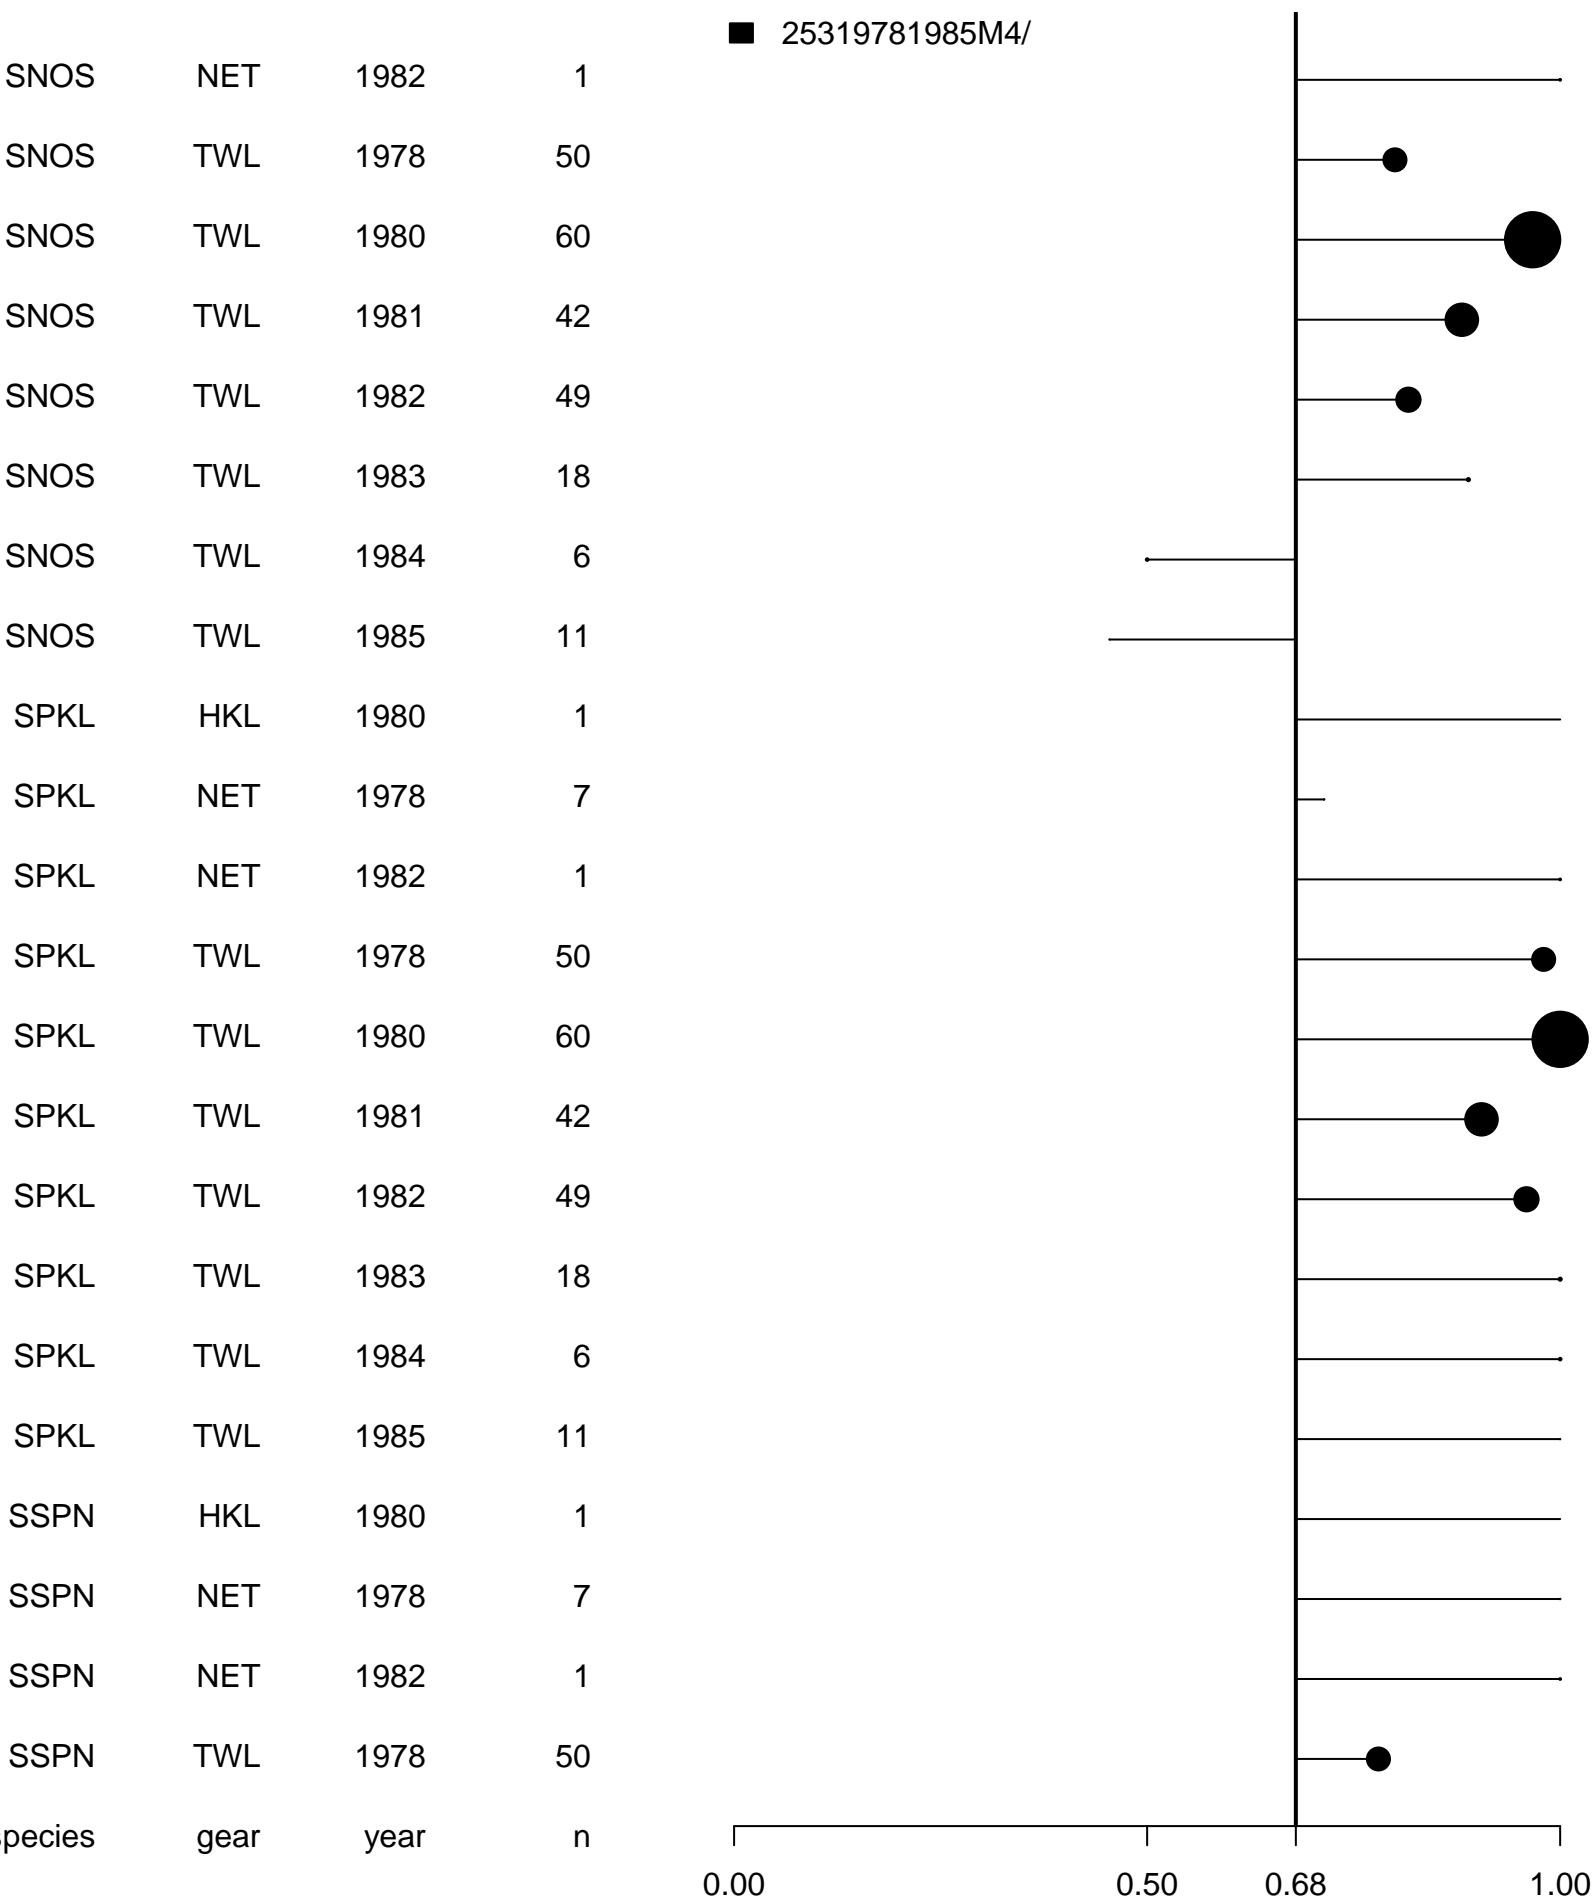 25319781985M4/
SNOS NET 1982 1
SNOS TWL 1978 50
SNOS TWL 1980 60
SNOS TWL 1981 42
SNOS TWL 1982 49
SNOS TWL 1983 18
SNOS TWL 1984 6
SNOS TWL 1985 11
SPKL HKL 1980 1
SPKL NET 1978 7
SPKL NET 1982 1
SPKL TWL 1978 50
SPKL TWL 1980 60
SPKL TWL 1981 42
SPKL TWL 1982 49
SPKL TWL 1983 18
SPKL TWL 1984 6
SPKL TWL 1985 11
SSPN HKL 1980 1
SSPN NET 1978 7
SSPN NET 1982 1
SSPN TWL 1978 50
pecies gear year n
0.00 0.50 0.68 1.00